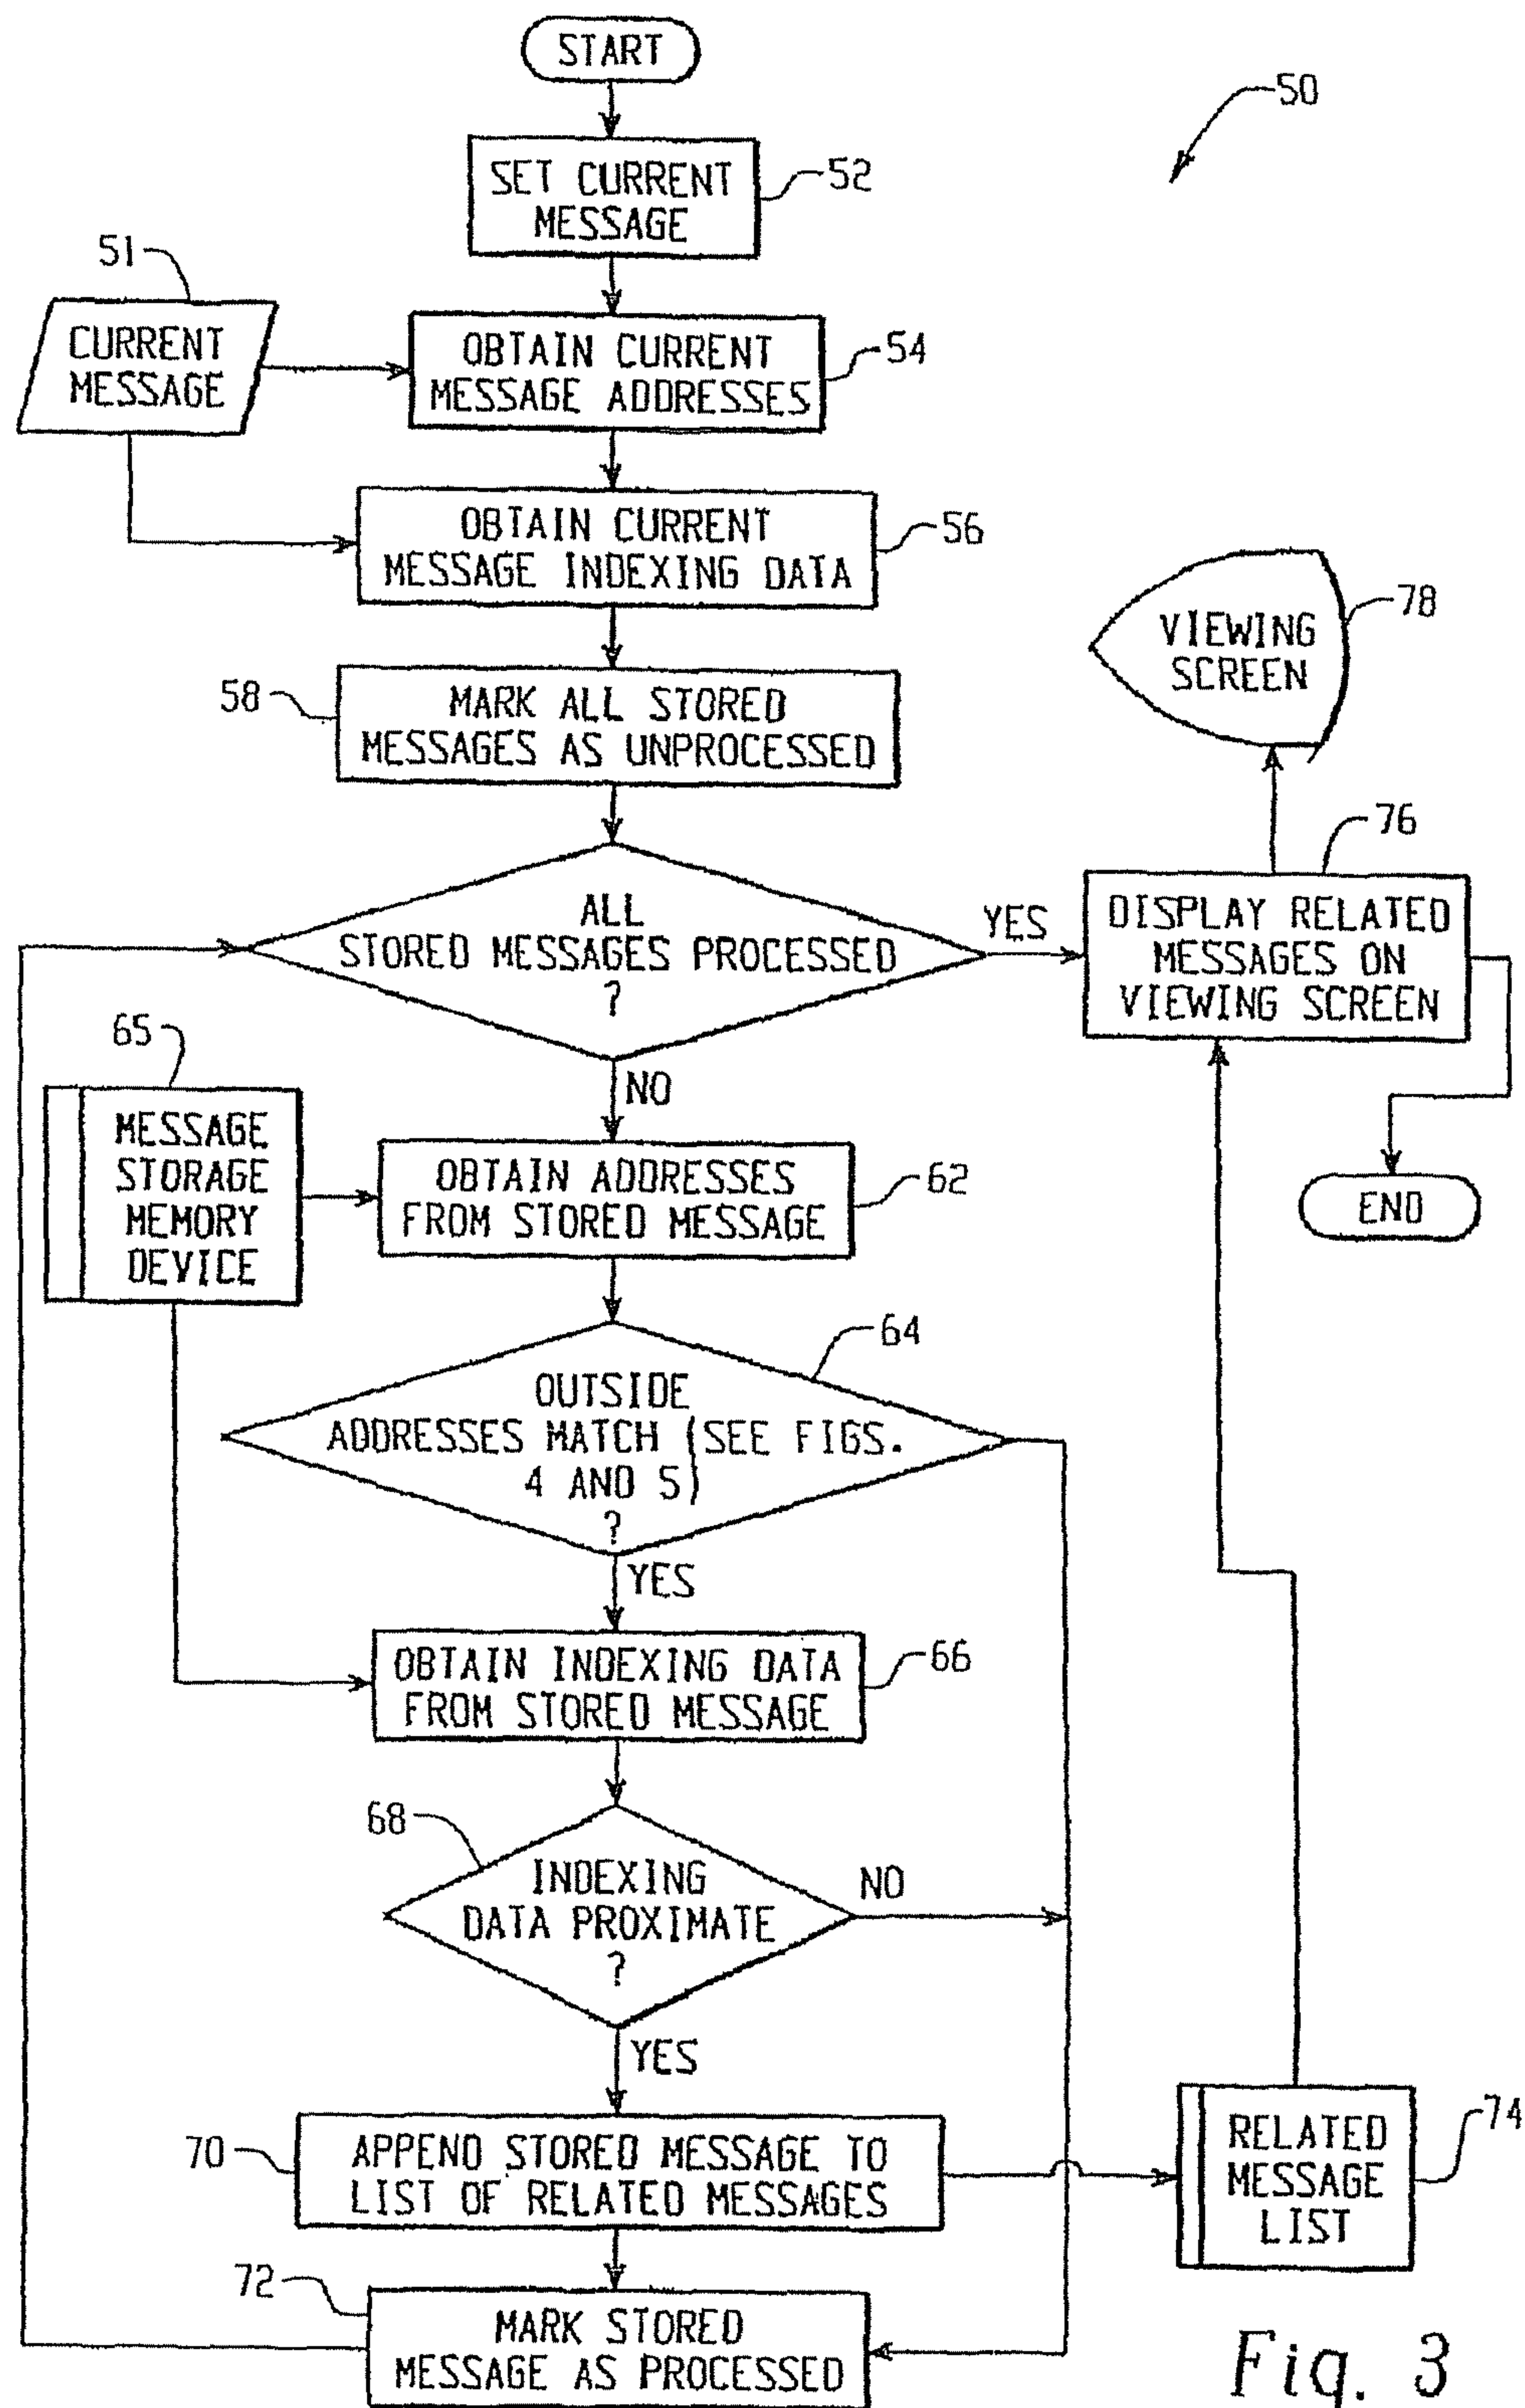 START
50
SET CURRENT
MESSAGE
52
51
CURRENT
MESSAGE
OBTAIN CURRENT
MESSAGE ADDRESSES
54
OBTAIN CURRENT
MESSAGE INDEXING DATA
56
58
MARK ALL STORED
MESSAGES AS UNPROCESSED
VIEWING
SCREEN
78
ALL
STORED MESSAGES PROCESSED
?
YES
76
DISPLAY RELATED
MESSAGES ON
VIEWING SCREEN
NO
65
MESSAGE
STORAGE
MEMORY
DEVICE
OBTAIN ADDRESSES
FROM STORED MESSAGE
62
END
64
OUTSIDE
ADDRESSES MATCH (SEE FIGS.
4 AND 5)
?
YES
OBTAIN INDEXING DATA
FROM STORED MESSAGE
66
68
INDEXING
DATA PROXIMATE
?
NO
YES
70
APPEND STORED MESSAGE TO
LIST OF RELATED MESSAGES
RELATED
MESSAGE
LIST
74
72
MARK STORED
MESSAGE AS PROCESSED
Fig. 3